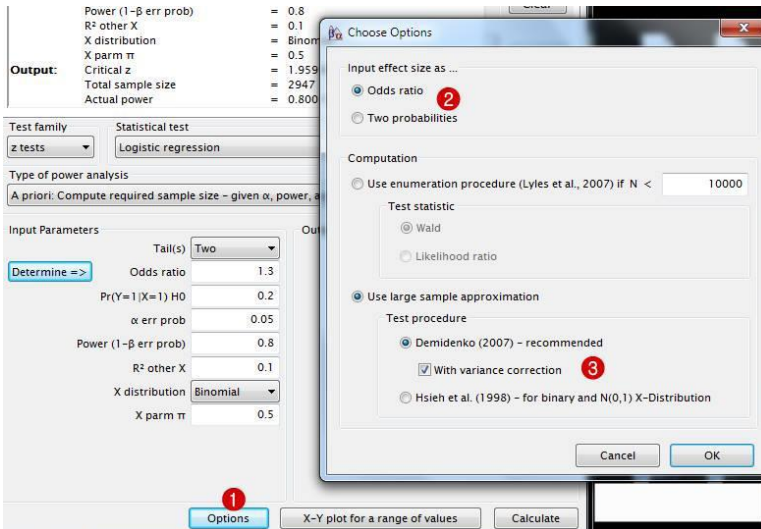 Power (1-β err prob) = 0.8
R² other X = 0.1
X distribution = Binom
X parm π = 0.5
Output: Critical z = 1.959
Total sample size = 2947
Actual power = 0.800
Clear
Test family
Statistical test
z tests
Logistic regression
Type of power analysis
A priori: Compute required sample size – given α, power, a
Input Parameters
Out
Tail(s) Two
Determine => Odds ratio 1.3
Pr(Y=1|X=1) H0 0.2
α err prob 0.05
Power (1-β err prob) 0.8
R² other X 0.1
X distribution Binomial
X parm π 0.5
1
Options
X-Y plot for a range of values
Calculate
Choose Options
Input effect size as ...
Odds ratio
2
Two probabilities
Computation
Use enumeration procedure (Lyles et al., 2007) if N < 10000
Test statistic
Wald
Likelihood ratio
Use large sample approximation
Test procedure
Demidenko (2007) – recommended
With variance correction
3
Hsieh et al. (1998) – for binary and N(0,1) X-Distribution
Cancel
OK